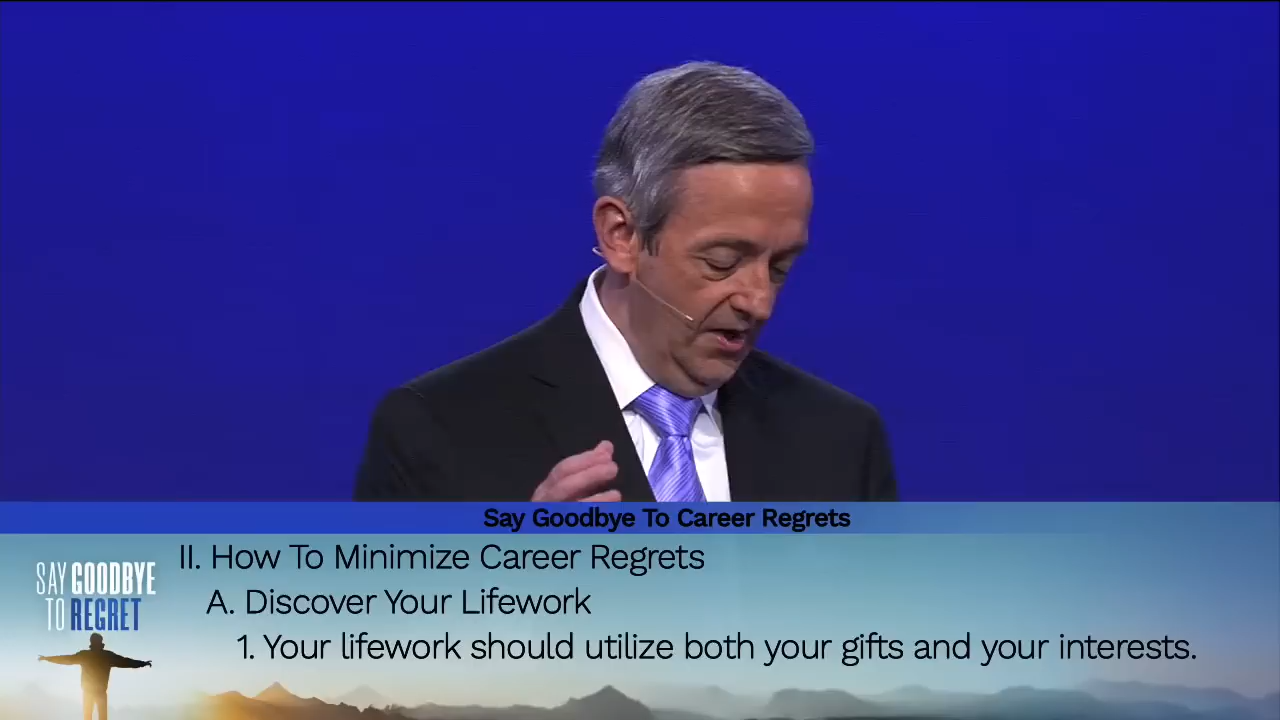 Say Goodbye To Career Regrets
II. How To Minimize Career Regrets
A. Discover Your Lifework
1. Your lifework should utilize both your gifts and your interests.
SAY GOODBYE
TO REGRET